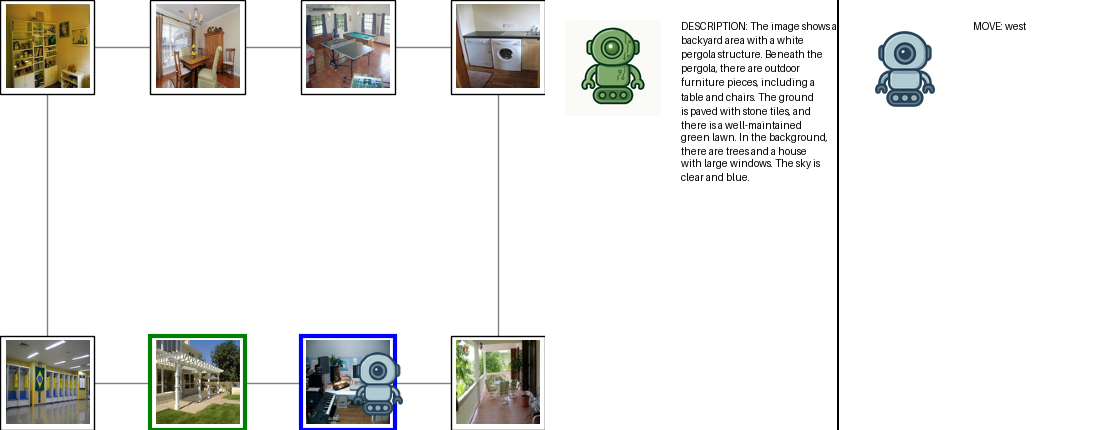 DESCRIPTION: The image shows a
backyard area with a white
pergola structure. Beneath the
pergola, there are outdoor
furniture pieces, including a
table and chairs. The ground
is paved with stone tiles, and
there is a well-maintained
green lawn. In the background,
there are trees and a house
with large windows. The sky is
clear and blue.
MOVE: west